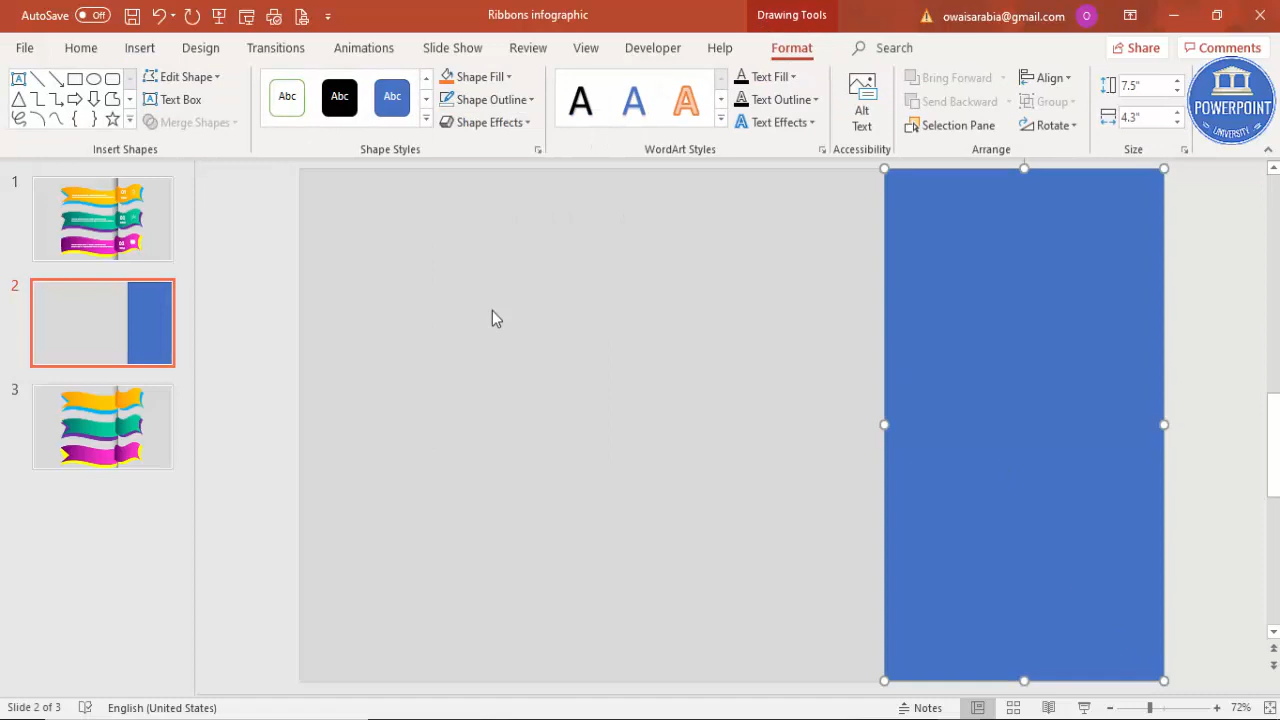 AutoSave Off Ribbons infographic Drawing Tools owaisarabia@gmail.com O
File Home Insert Design Transitions Animations Slide Show Review View Developer Help Format Search Share Comments
Edit Shape
Text Box
Merge Shapes
Insert Shapes
Abc Abc Abc
Shape Fill
Shape Outline
Shape Effects
Shape Styles
A A A
Text Fill
Text Outline
Text Effects
WordArt Styles
Alt
Text
Accessibility
Bring Forward
Send Backward
Selection Pane
Align
Group
Rotate
Arrange
7.5"
4.3"
Size
POWERPOINT
UNIVERSITY
1
2
3
Slide 2 of 3 English (United States) Notes 72%